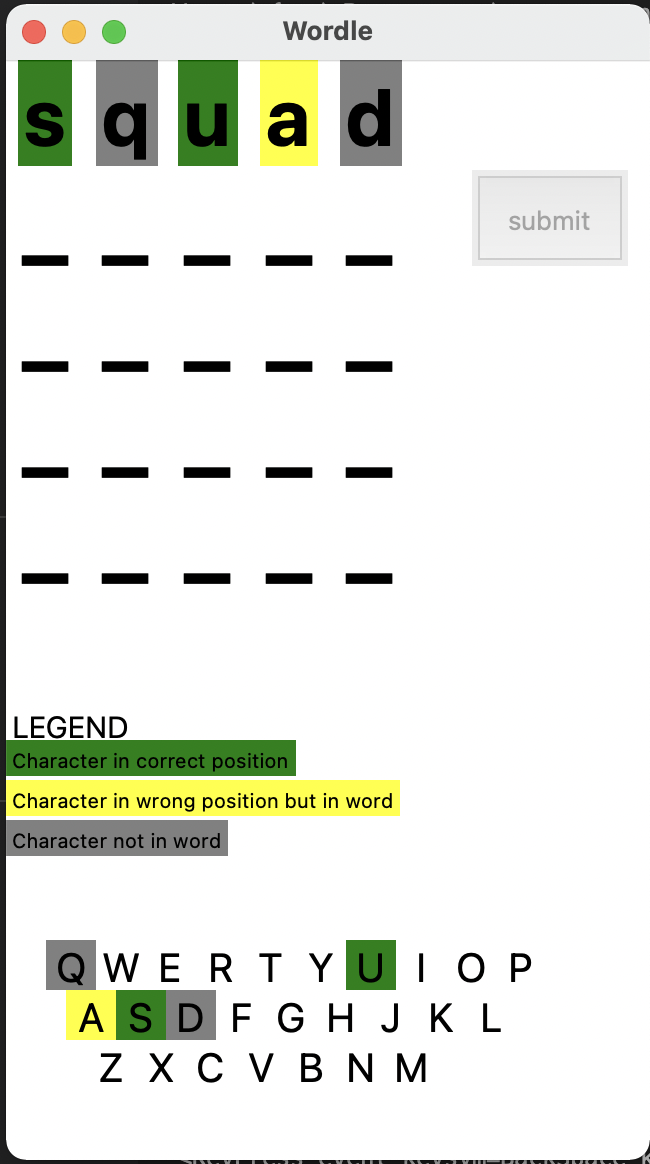 Wordle
s q u a d
submit
_ _ _ _ _
_ _ _ _ _
_ _ _ _ _
_ _ _ _ _
LEGEND
Character in correct position
Character in wrong position but in word
Character not in word
Q W E R T Y U I O P
A S D F G H J K L
Z X C V B N M